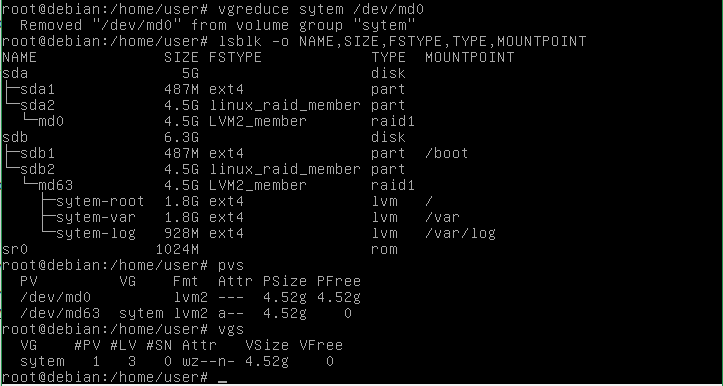 root@debian:/home/user# vgreduce sytem /dev/md0
  Removed "/dev/md0" from volume group "sytem"
root@debian:/home/user# lsblk -o NAME,SIZE,FSTYPE,TYPE,MOUNTPOINT
NAME               SIZE FSTYPE            TYPE  MOUNTPOINT
sda                  5G                   disk
├─sda1             487M ext4              part
└─sda2             4.5G linux_raid_member part
  └─md0            4.5G LVM2_member       raid1
sdb                6.3G                   disk
├─sdb1             487M ext4              part  /boot
└─sdb2             4.5G linux_raid_member part
  └─md63           4.5G LVM2_member       raid1
    ├─sytem-root   1.8G ext4              lvm   /
    ├─sytem-var    1.8G ext4              lvm   /var
    └─sytem-log    928M ext4              lvm   /var/log
sr0               1024M                   rom
root@debian:/home/user# pvs
  PV         VG    Fmt  Attr PSize PFree
  /dev/md0         lvm2 ---  4.52g 4.52g
  /dev/md63  sytem lvm2 a--  4.52g    0
root@debian:/home/user# vgs
  VG    #PV #LV #SN Attr   VSize VFree
  sytem   1   3   0 wz--n- 4.52g    0
root@debian:/home/user# _